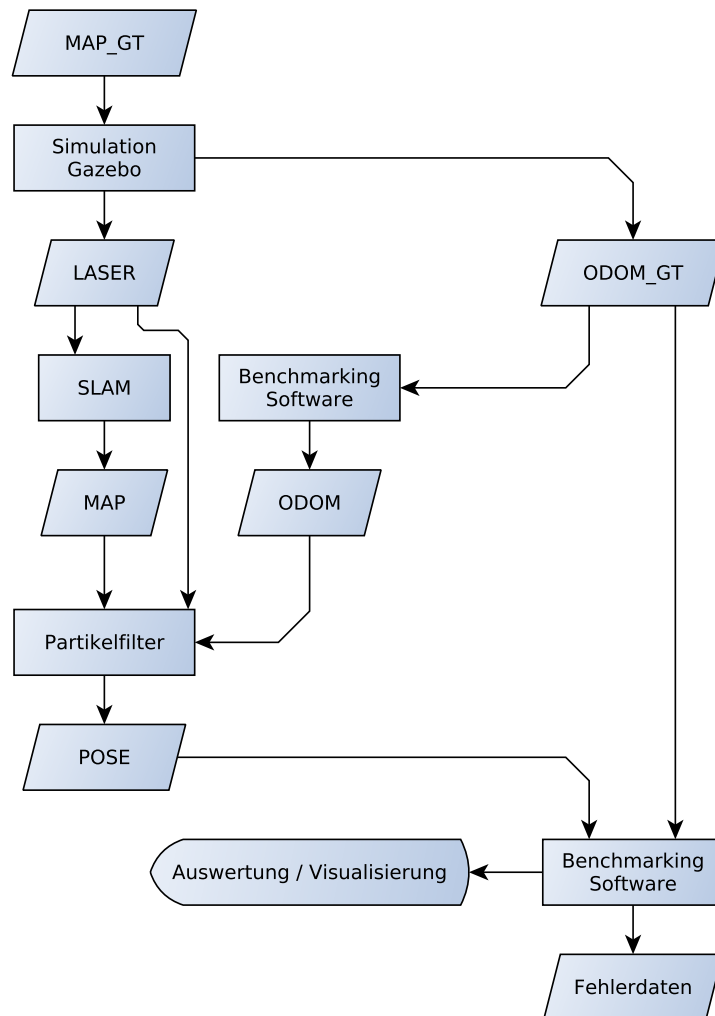 MAP_GT
Simulation
Gazebo
LASER
ODOM_GT
SLAM
Benchmarking
Software
MAP
ODOM
Partikelfilter
POSE
Auswertung / Visualisierung
Benchmarking
Software
Fehlerdaten